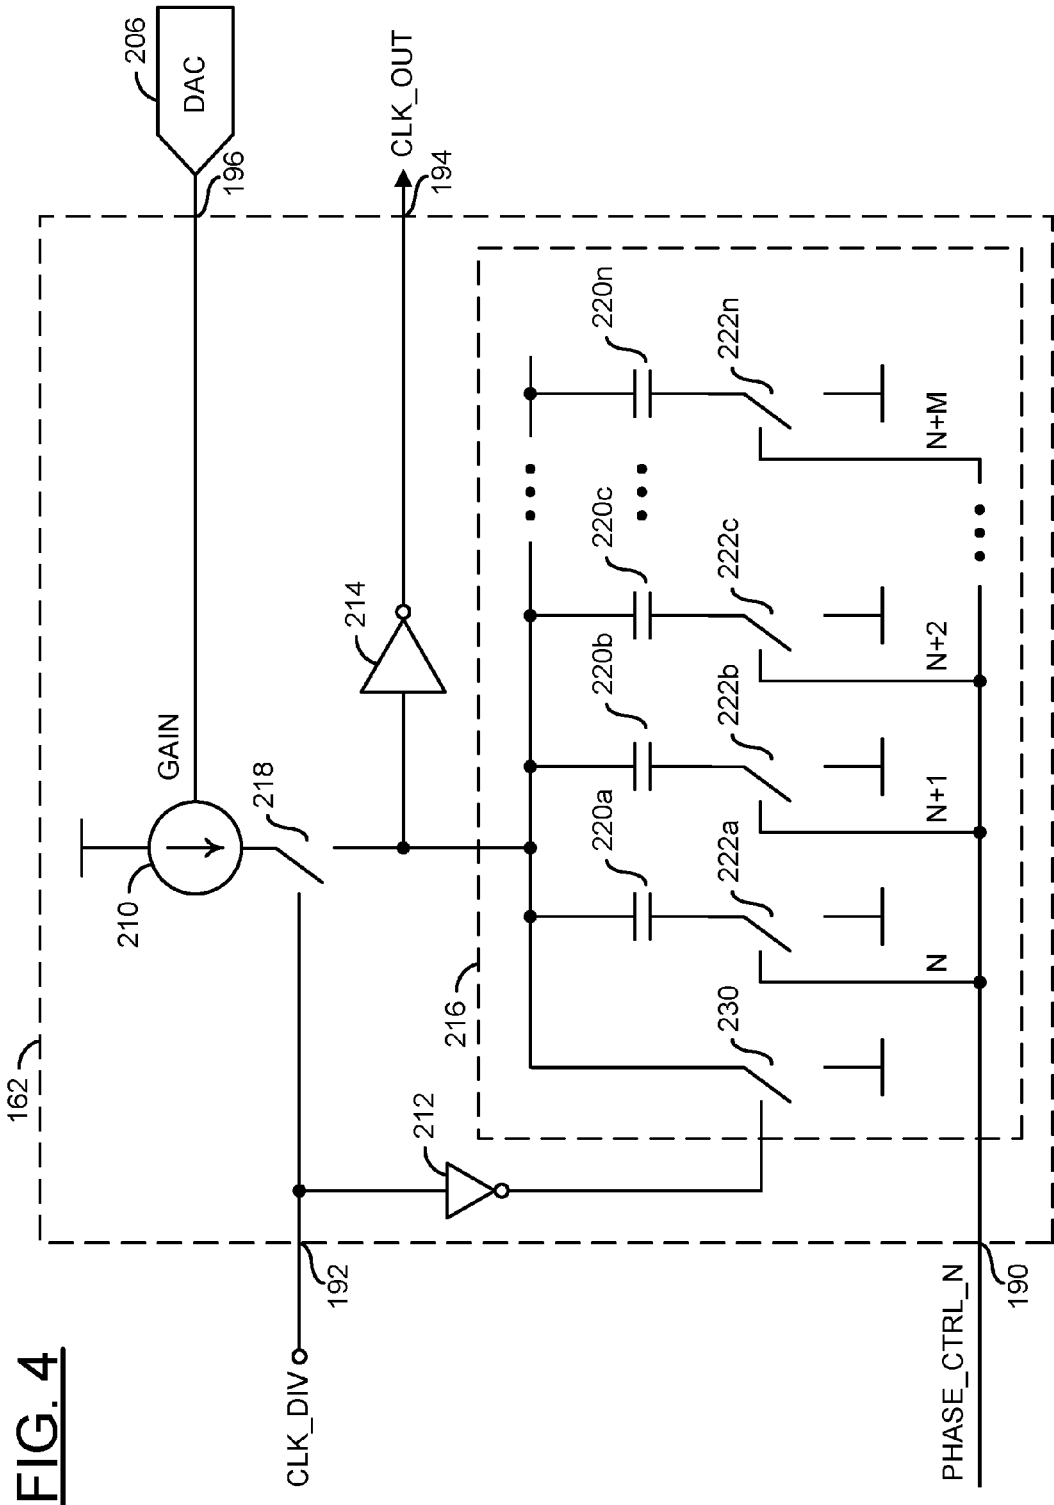 FIG. 4
162
206
DAC
196
GAIN
210
218
CLK_OUT
194
214
CLK_DIV
192
212
216
220a
220b
220c
220n
230
222a
222b
222c
222n
N
N+1
N+2
N+M
PHASE_CTRL_N
190